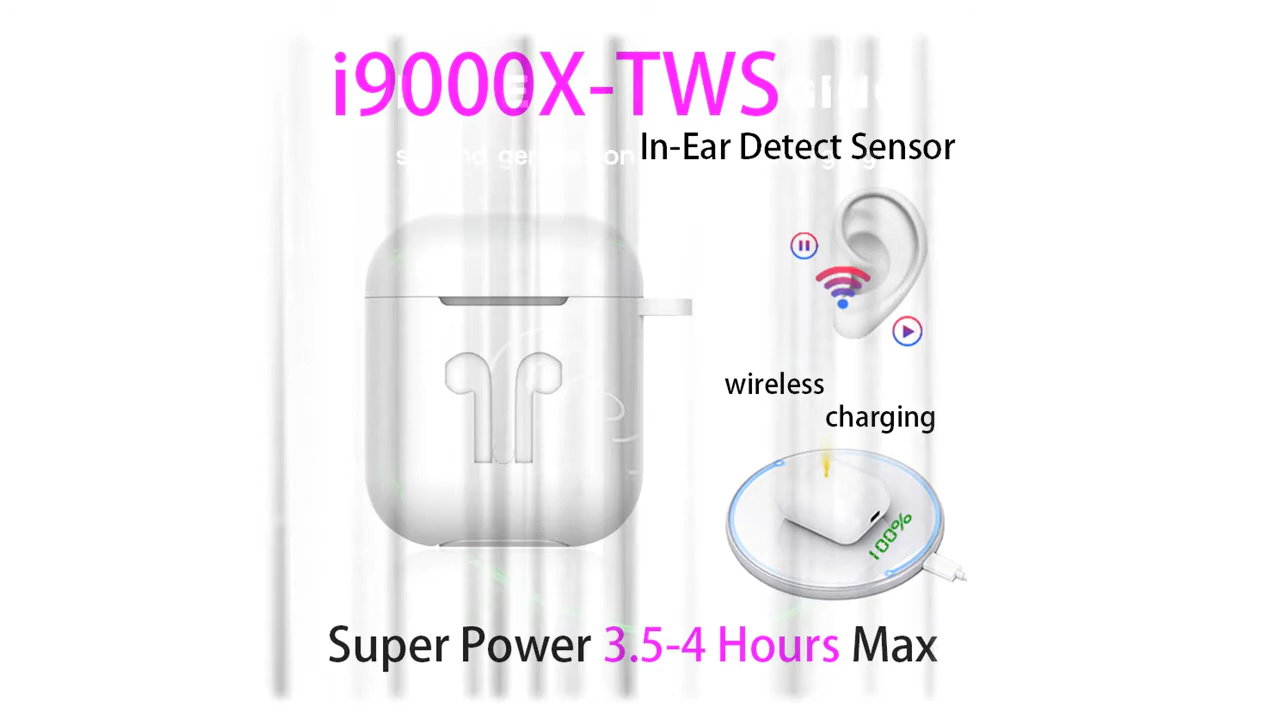 i9000X-TWS
In-Ear Detect Sensor
wireless
charging
100%
Super Power 3.5-4 Hours Max